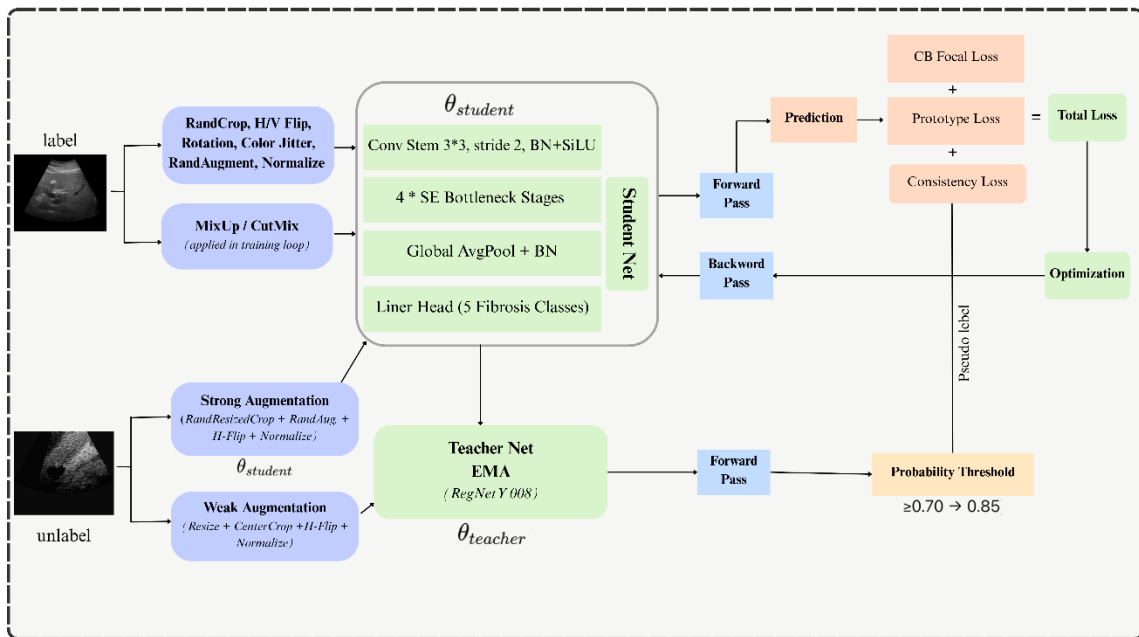 label
RandCrop, H/V Flip,
Rotation, Color Jitter,
RandAugment, Normalize
MixUp / CutMix
(applied in training loop)
θstudent
Conv Stem 3*3, stride 2, BN+SiLU
4 * SE Bottleneck Stages
Global AvgPool + BN
Liner Head (5 Fibrosis Classes)
Student Net
Forward
Pass
Prediction
CB Focal Loss
+
Prototype Loss
+
Consistency Loss
=
Total Loss
Backword
Pass
Optimization
Pseudo lebel
unlabel
Strong Augmentation
(RandResizedCrop + RandAug +
H-Flip + Normalize)
θstudent
Weak Augmentation
(Resize + CenterCrop +H-Flip +
Normalize)
Teacher Net
EMA
(RegNetY 008)
θteacher
Forward
Pass
Probability Threshold
≥0.70 → 0.85